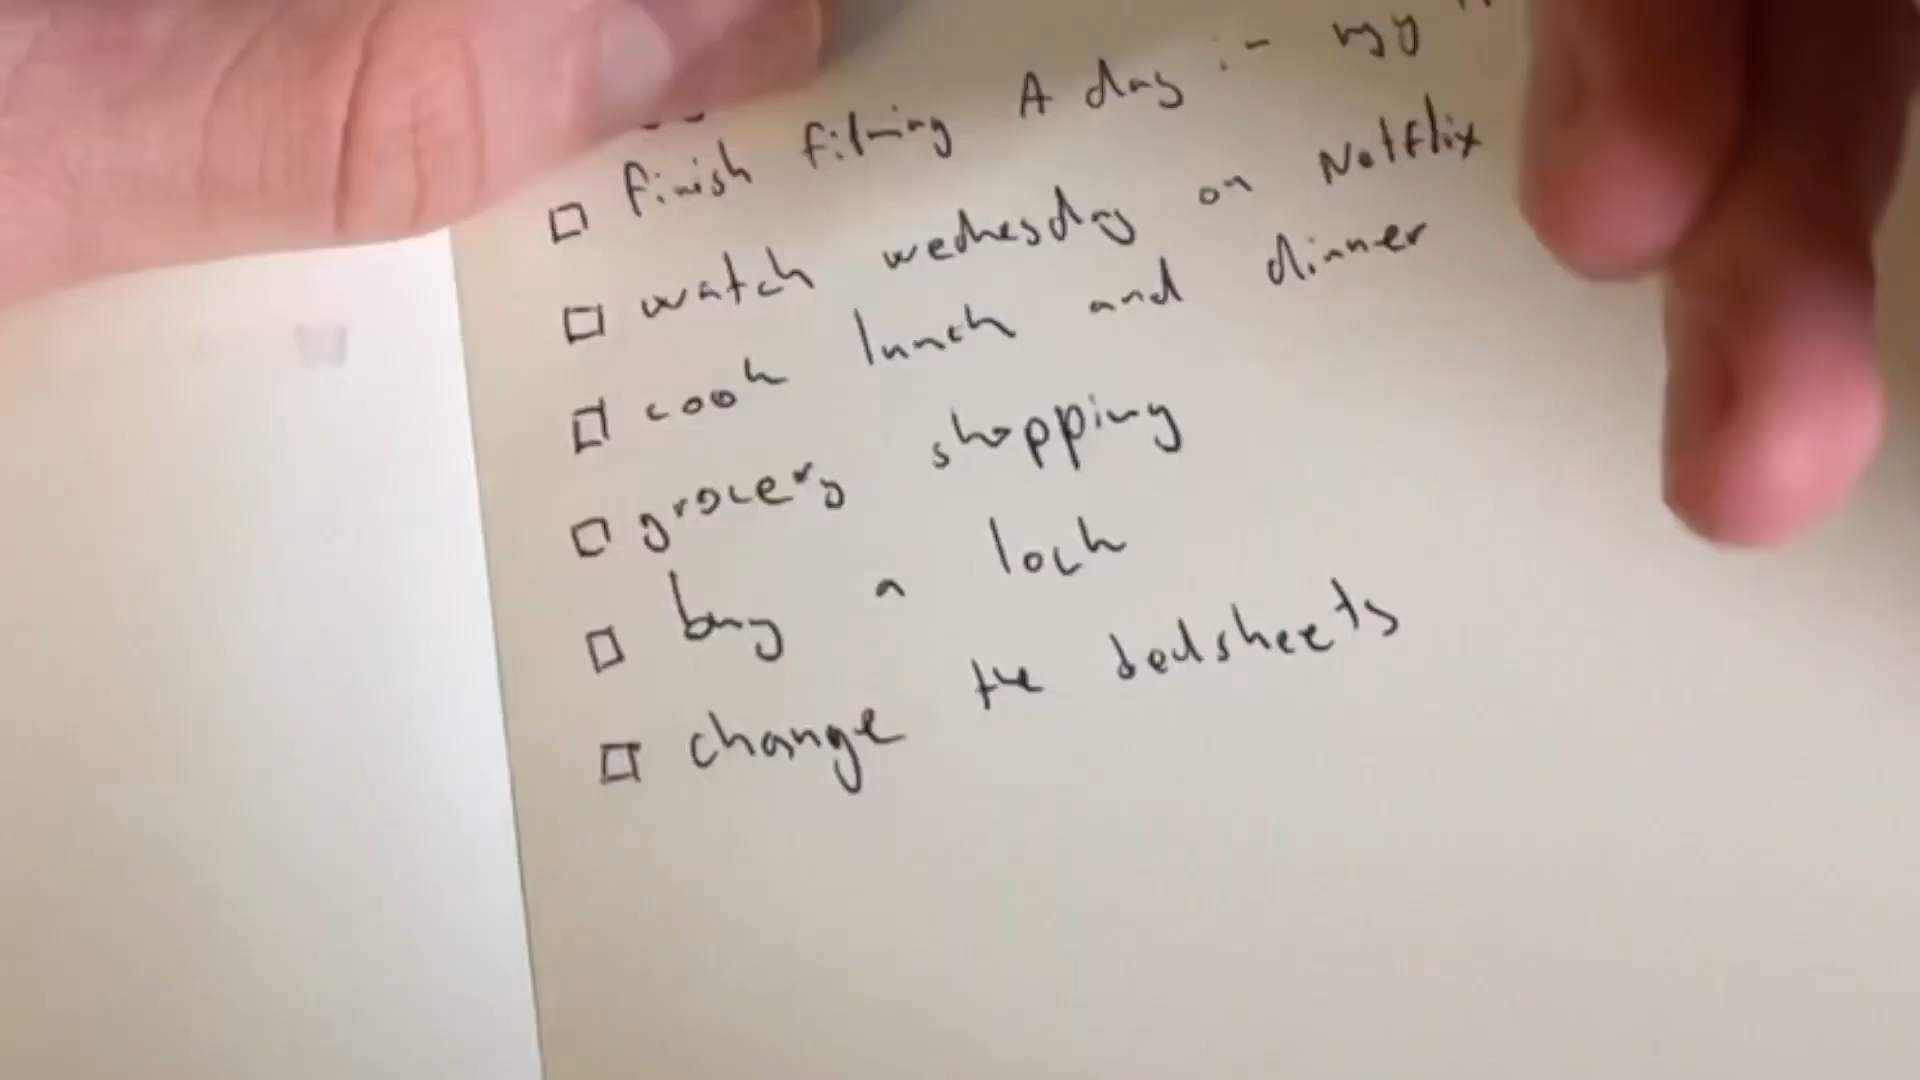 finish filming A day in my
watch wednesday on Netflix
cook lunch and dinner
grocery shopping
buy a lock
change the bedsheets